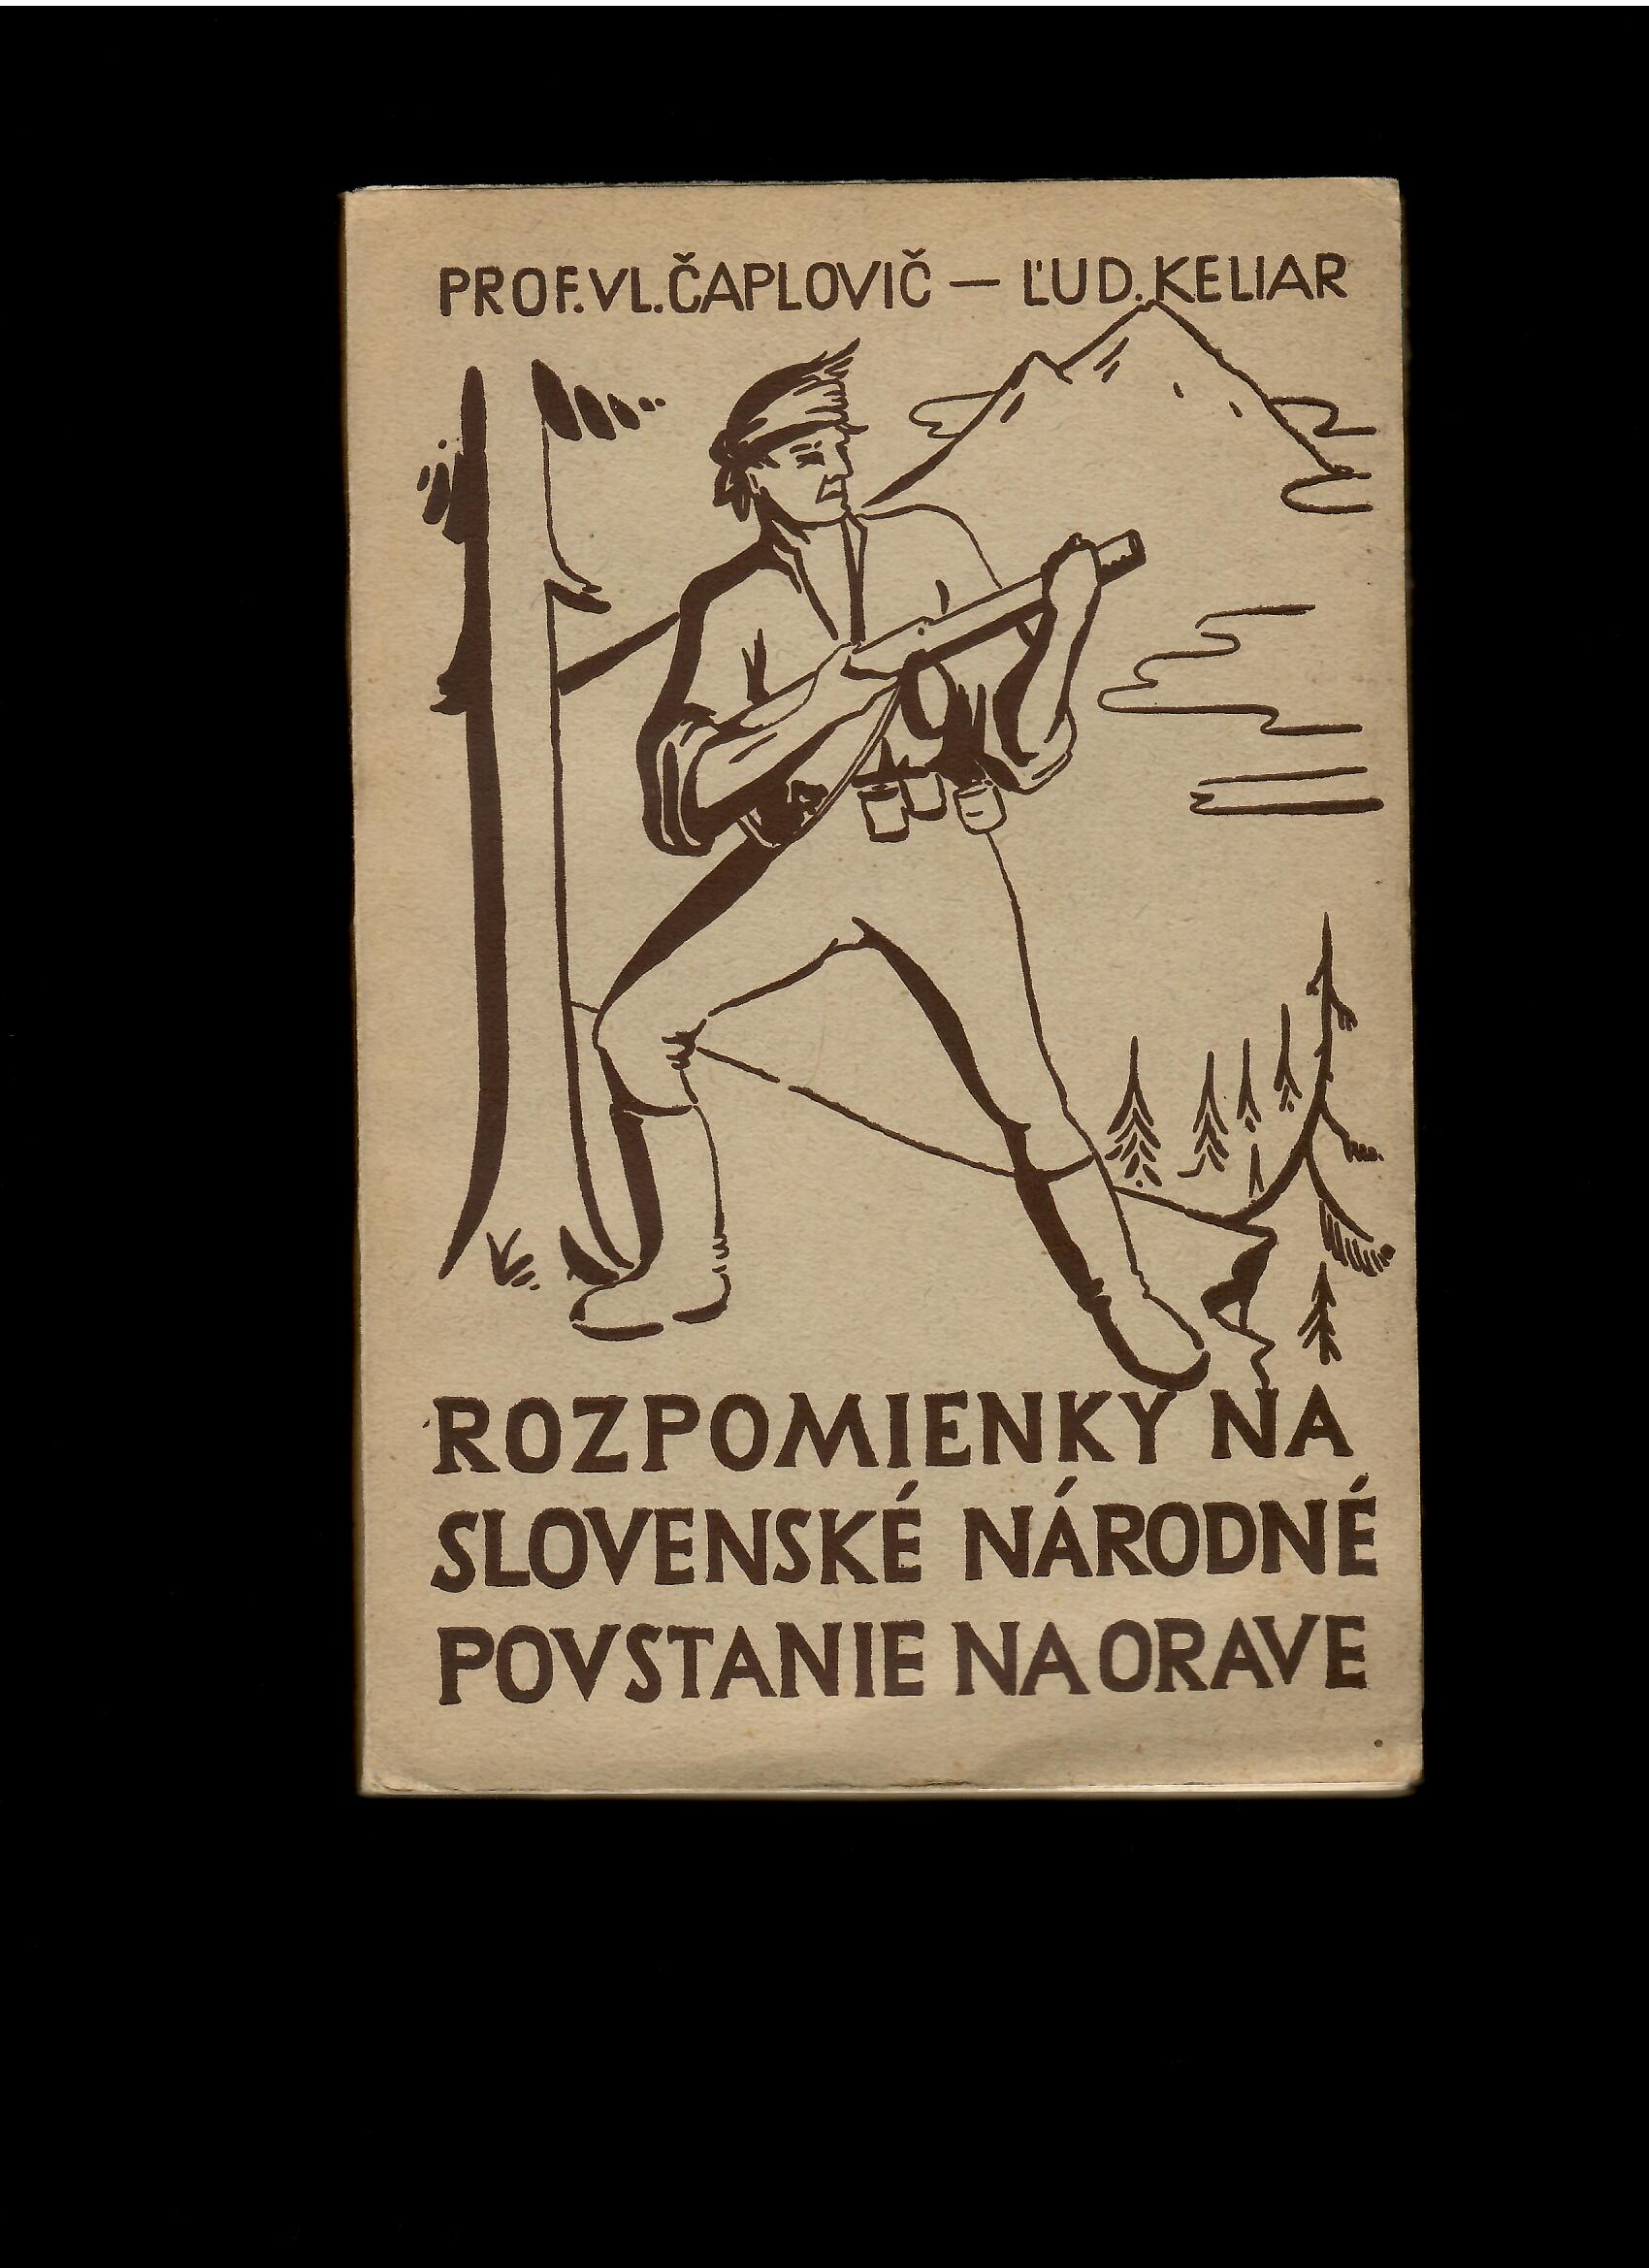 PROF. VL. ČAPLOVIČ — ĽUD. KELIAR
ROZPOMIENKY NA
SLOVENSKÉ NÁRODNÉ
POVSTANIE NA ORAVE